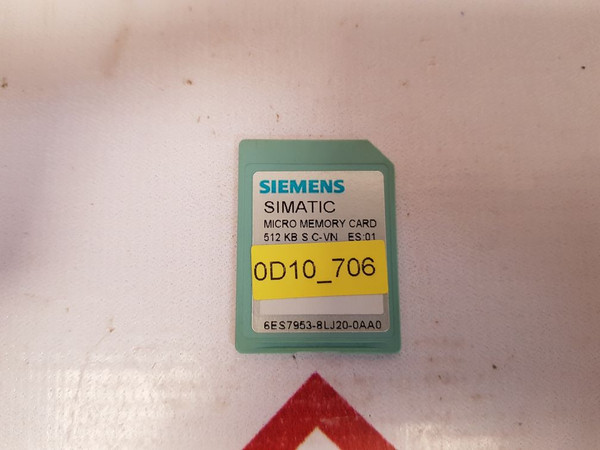 SIEMENS
SIMATIC
MICRO MEMORY CARD
512 KB S C-VN ES:01
0D10_706
6ES7953-8LJ20-0AA0